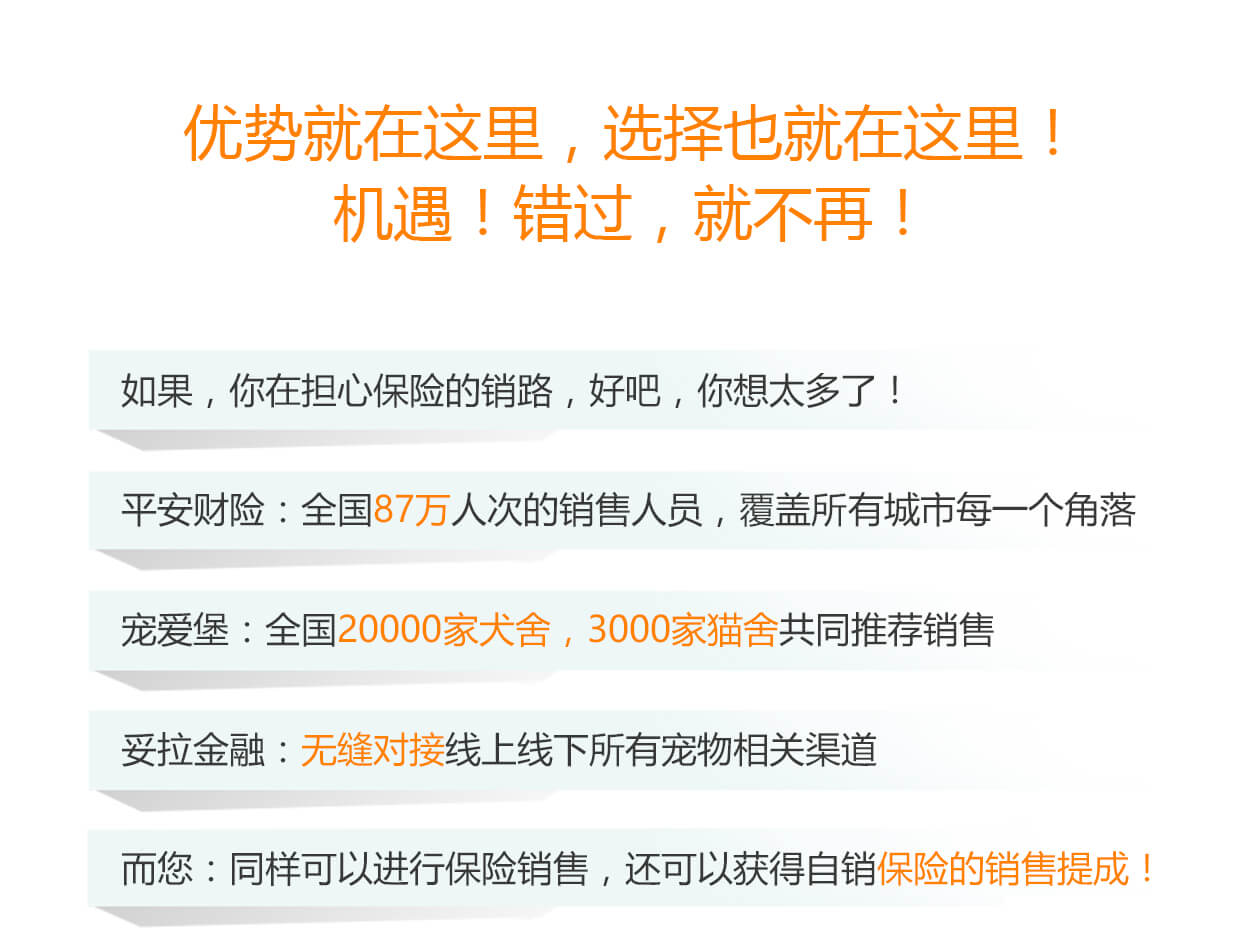 优势就在这里，选择也就在这里！
机遇！错过，就不再！
如果，你在担心保险的销路，好吧，你想太多了！
平安财险：全国87万人次的销售人员，覆盖所有城市每一个角落
宠爱堡：全国20000家犬舍，3000家猫舍共同推荐销售
妥拉金融：无缝对接线上线下所有宠物相关渠道
而您：同样可以进行保险销售，还可以获得自销保险的销售提成！